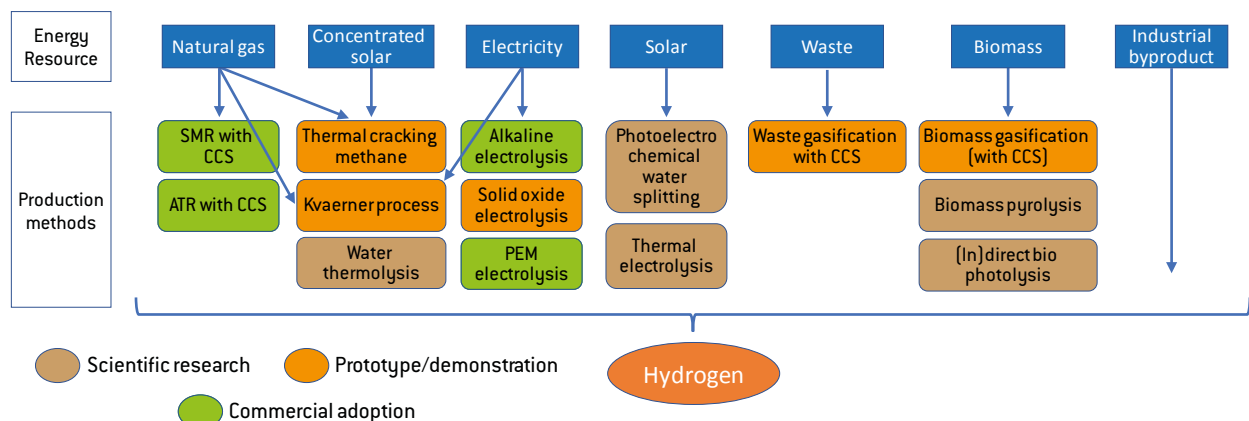 Energy
Resource
Natural gas
Concentrated
solar
Electricity
Solar
Waste
Biomass
Industrial
byproduct
Production
methods
SMR with
CCS
ATR with CCS
Thermal cracking
methane
Kvaerner process
Water
thermolysis
Alkaline
electrolysis
Solid oxide
electrolysis
PEM
electrolysis
Photoelectro
chemical
water
splitting
Thermal
electrolysis
Waste gasification
with CCS
Biomass gasification
(with CCS)
Biomass pyrolysis
(In)direct bio
photolysis
Scientific research
Prototype/demonstration
Commercial adoption
Hydrogen